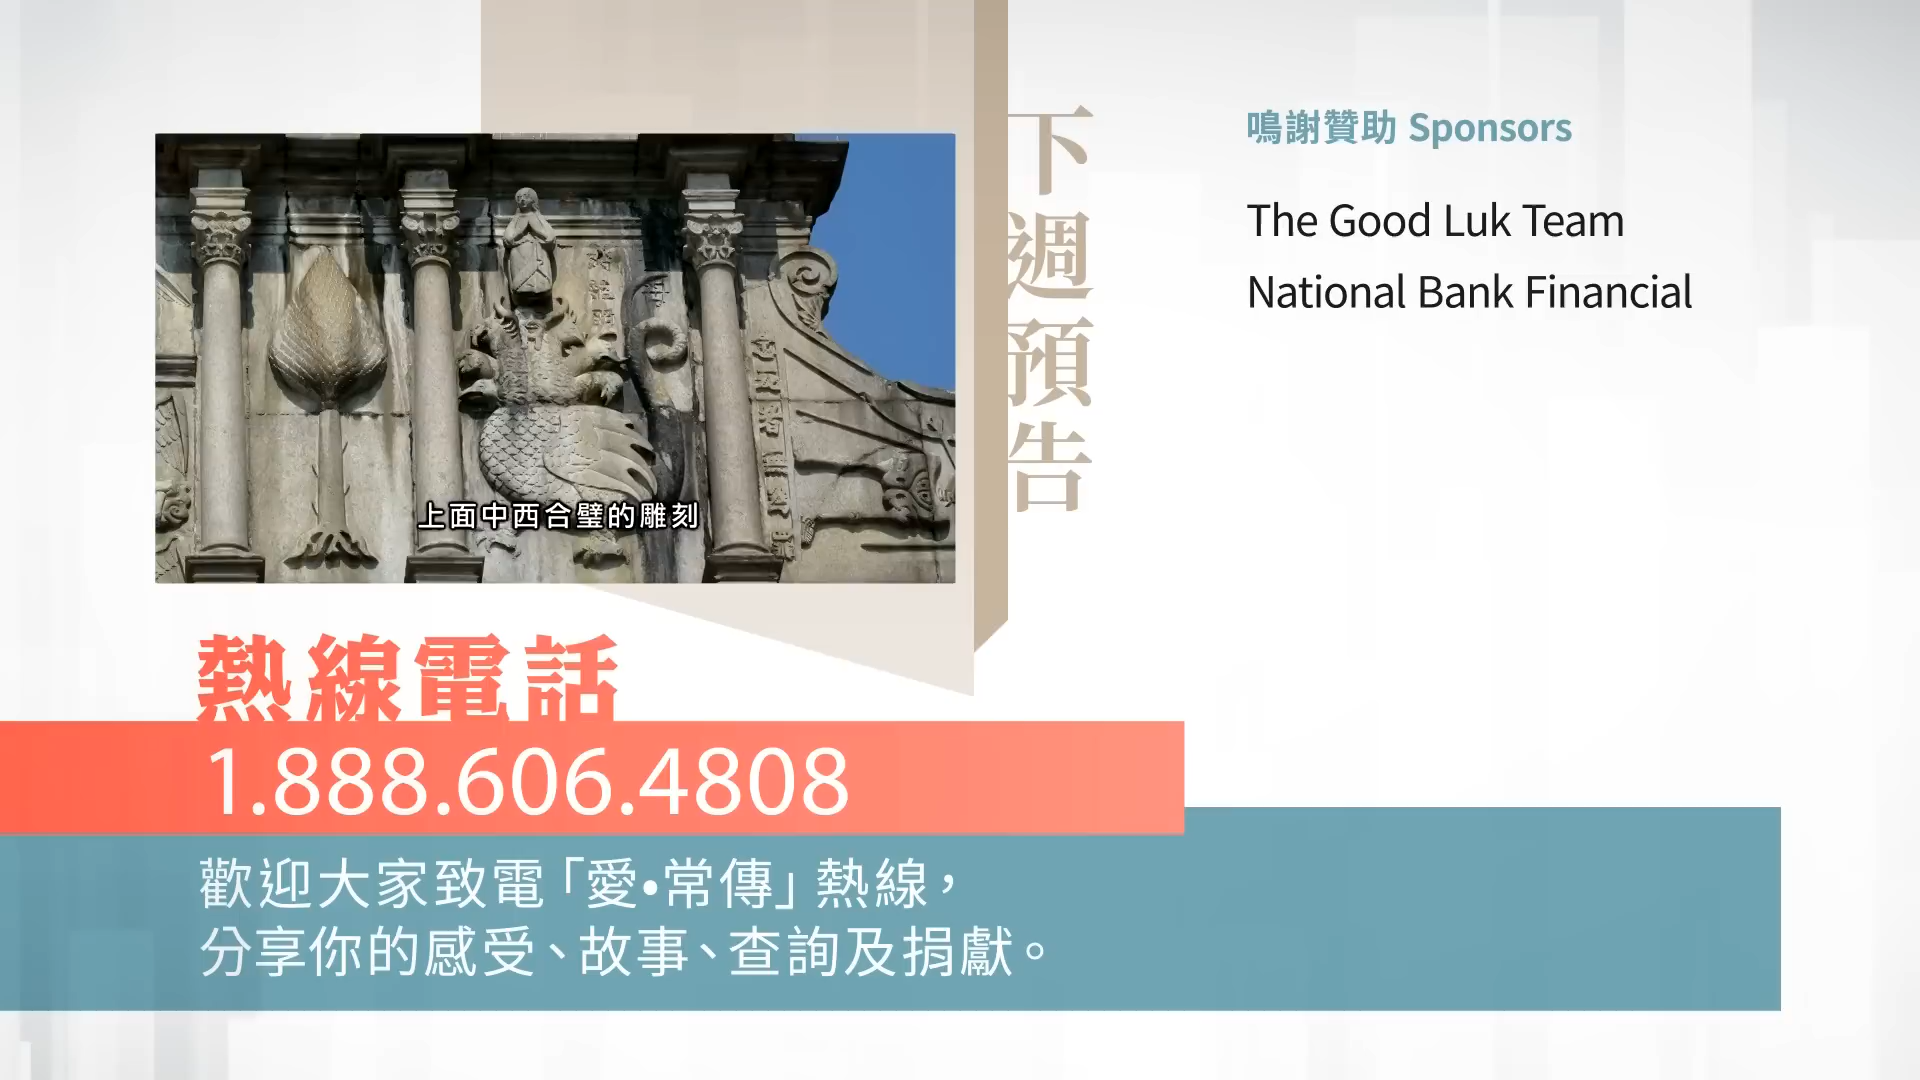 上面中西合璧的雕刻
下週預告
鳴謝贊助 Sponsors
The Good Luk Team
National Bank Financial
熱線電話
1.888.606.4808
歡迎大家致電「愛•常傳」熱線，
分享你的感受、故事、查詢及捐獻。